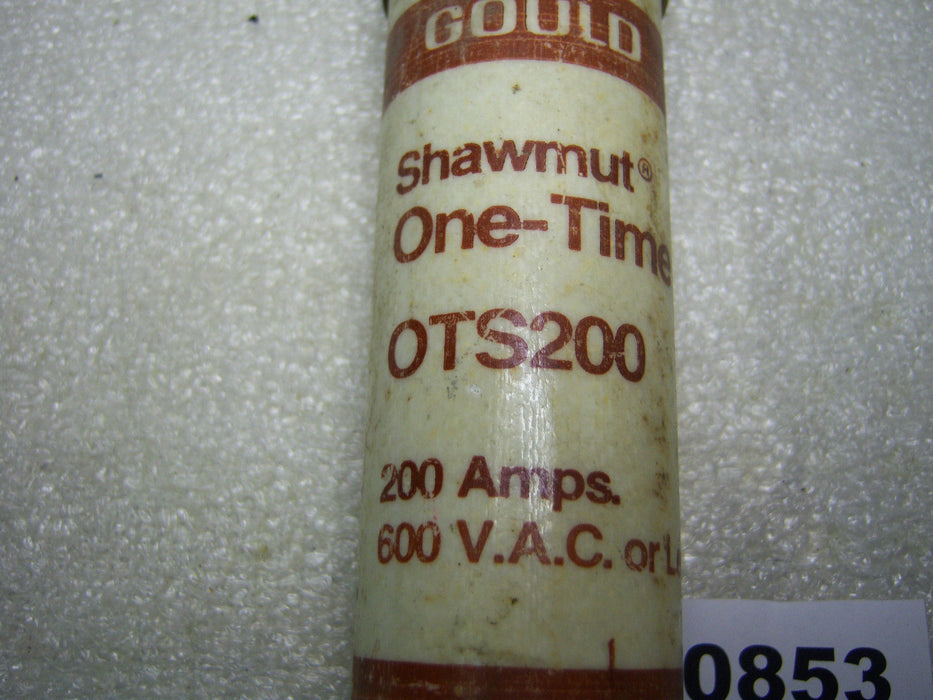 GOULD
Shawmut®
One-Time
OTS200
200 Amps.
600 V.A.C. or
0853